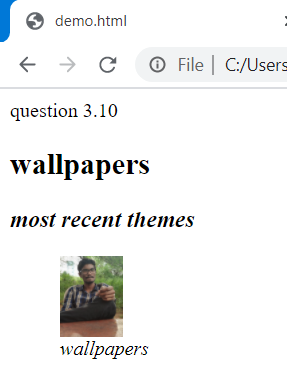 demo.html
File | C:/Users
question 3.10
wallpapers
most recent themes
wallpapers